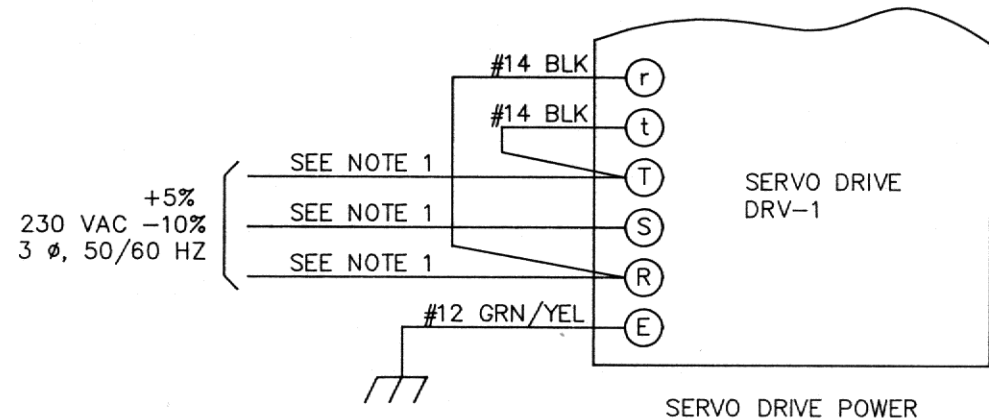 #14 BLK
r
#14 BLK
t
SEE NOTE 1
T
+5%
230 VAC -10%
3 ø, 50/60 HZ
SEE NOTE 1
S
SEE NOTE 1
R
#12 GRN/YEL
E
SERVO DRIVE
DRV-1
SERVO DRIVE POWER